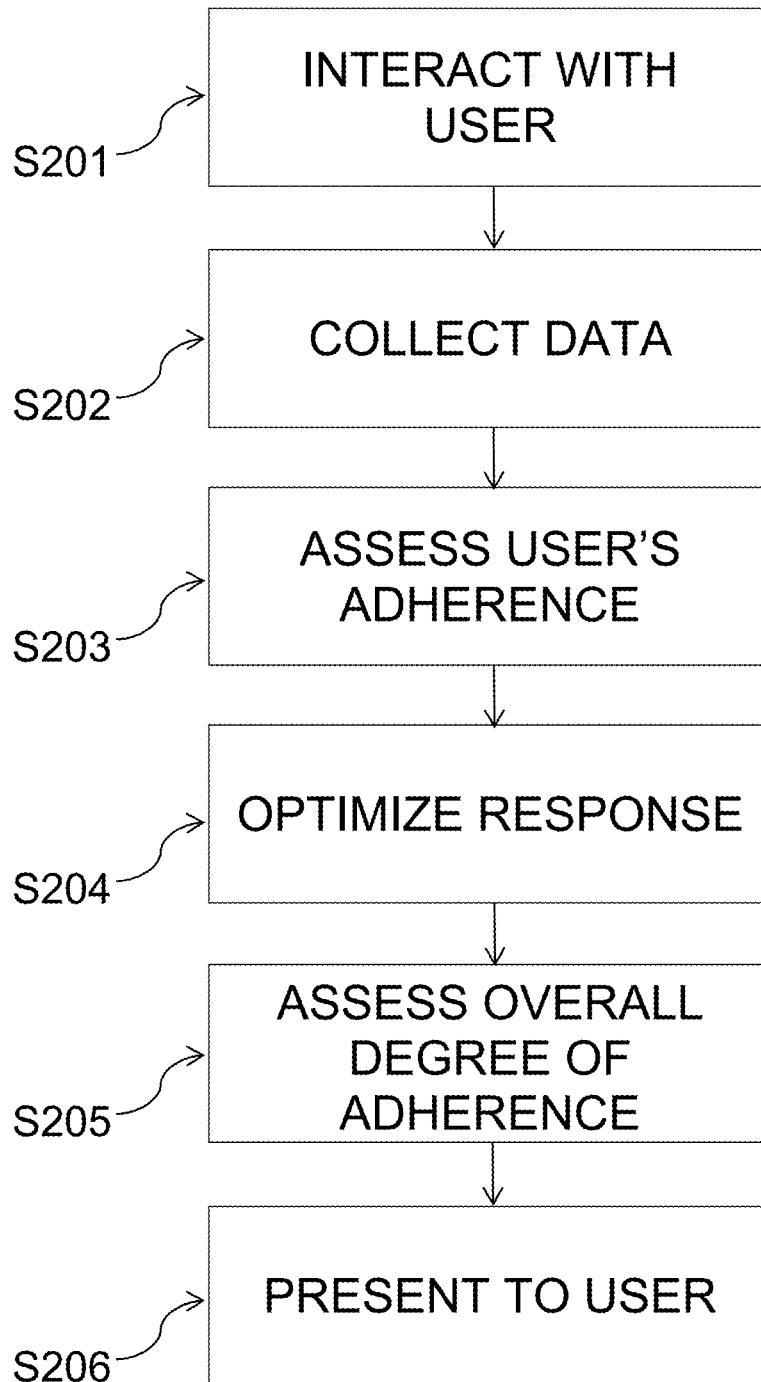 INTERACT WITH
USER
S201
COLLECT DATA
S202
ASSESS USER’S
ADHERENCE
S203
OPTIMIZE RESPONSE
S204
ASSESS OVERALL
DEGREE OF
ADHERENCE
S205
PRESENT TO USER
S206